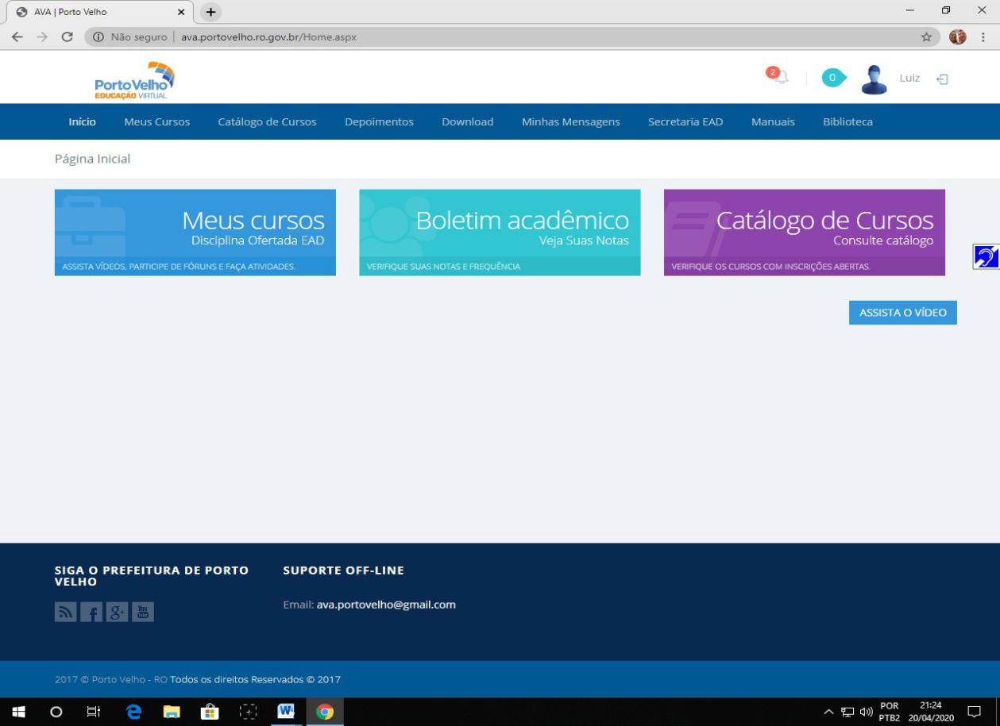 AVA | Porto Velho
Não seguro | ava.portovelho.ro.gov.br/Home.aspx
Porto Velho
EDUCAÇÃO VIRTUAL
2
0
Luiz
Início Meus Cursos Catálogo de Cursos Depoimentos Download Minhas Mensagens Secretaria EAD Manuais Biblioteca
Página Inicial
Meus cursos
Disciplina Ofertada EAD
ASSISTA VÍDEOS, PARTICIPE DE FÓRUNS E FAÇA ATIVIDADES.
Boletim acadêmico
Veja Suas Notas
VERIFIQUE SUAS NOTAS E FREQUÊNCIA
Catálogo de Cursos
Consulte catálogo
VERIFIQUE OS CURSOS COM INSCRIÇÕES ABERTAS.
ASSISTA O VÍDEO
SIGA O PREFEITURA DE PORTO
VELHO
You
Tube
SUPORTE OFF-LINE
Email: ava.portovelho@gmail.com
2017 © Porto Velho - RO Todos os direitos Reservados © 2017
POR
PTB2
21:24
20/04/2020